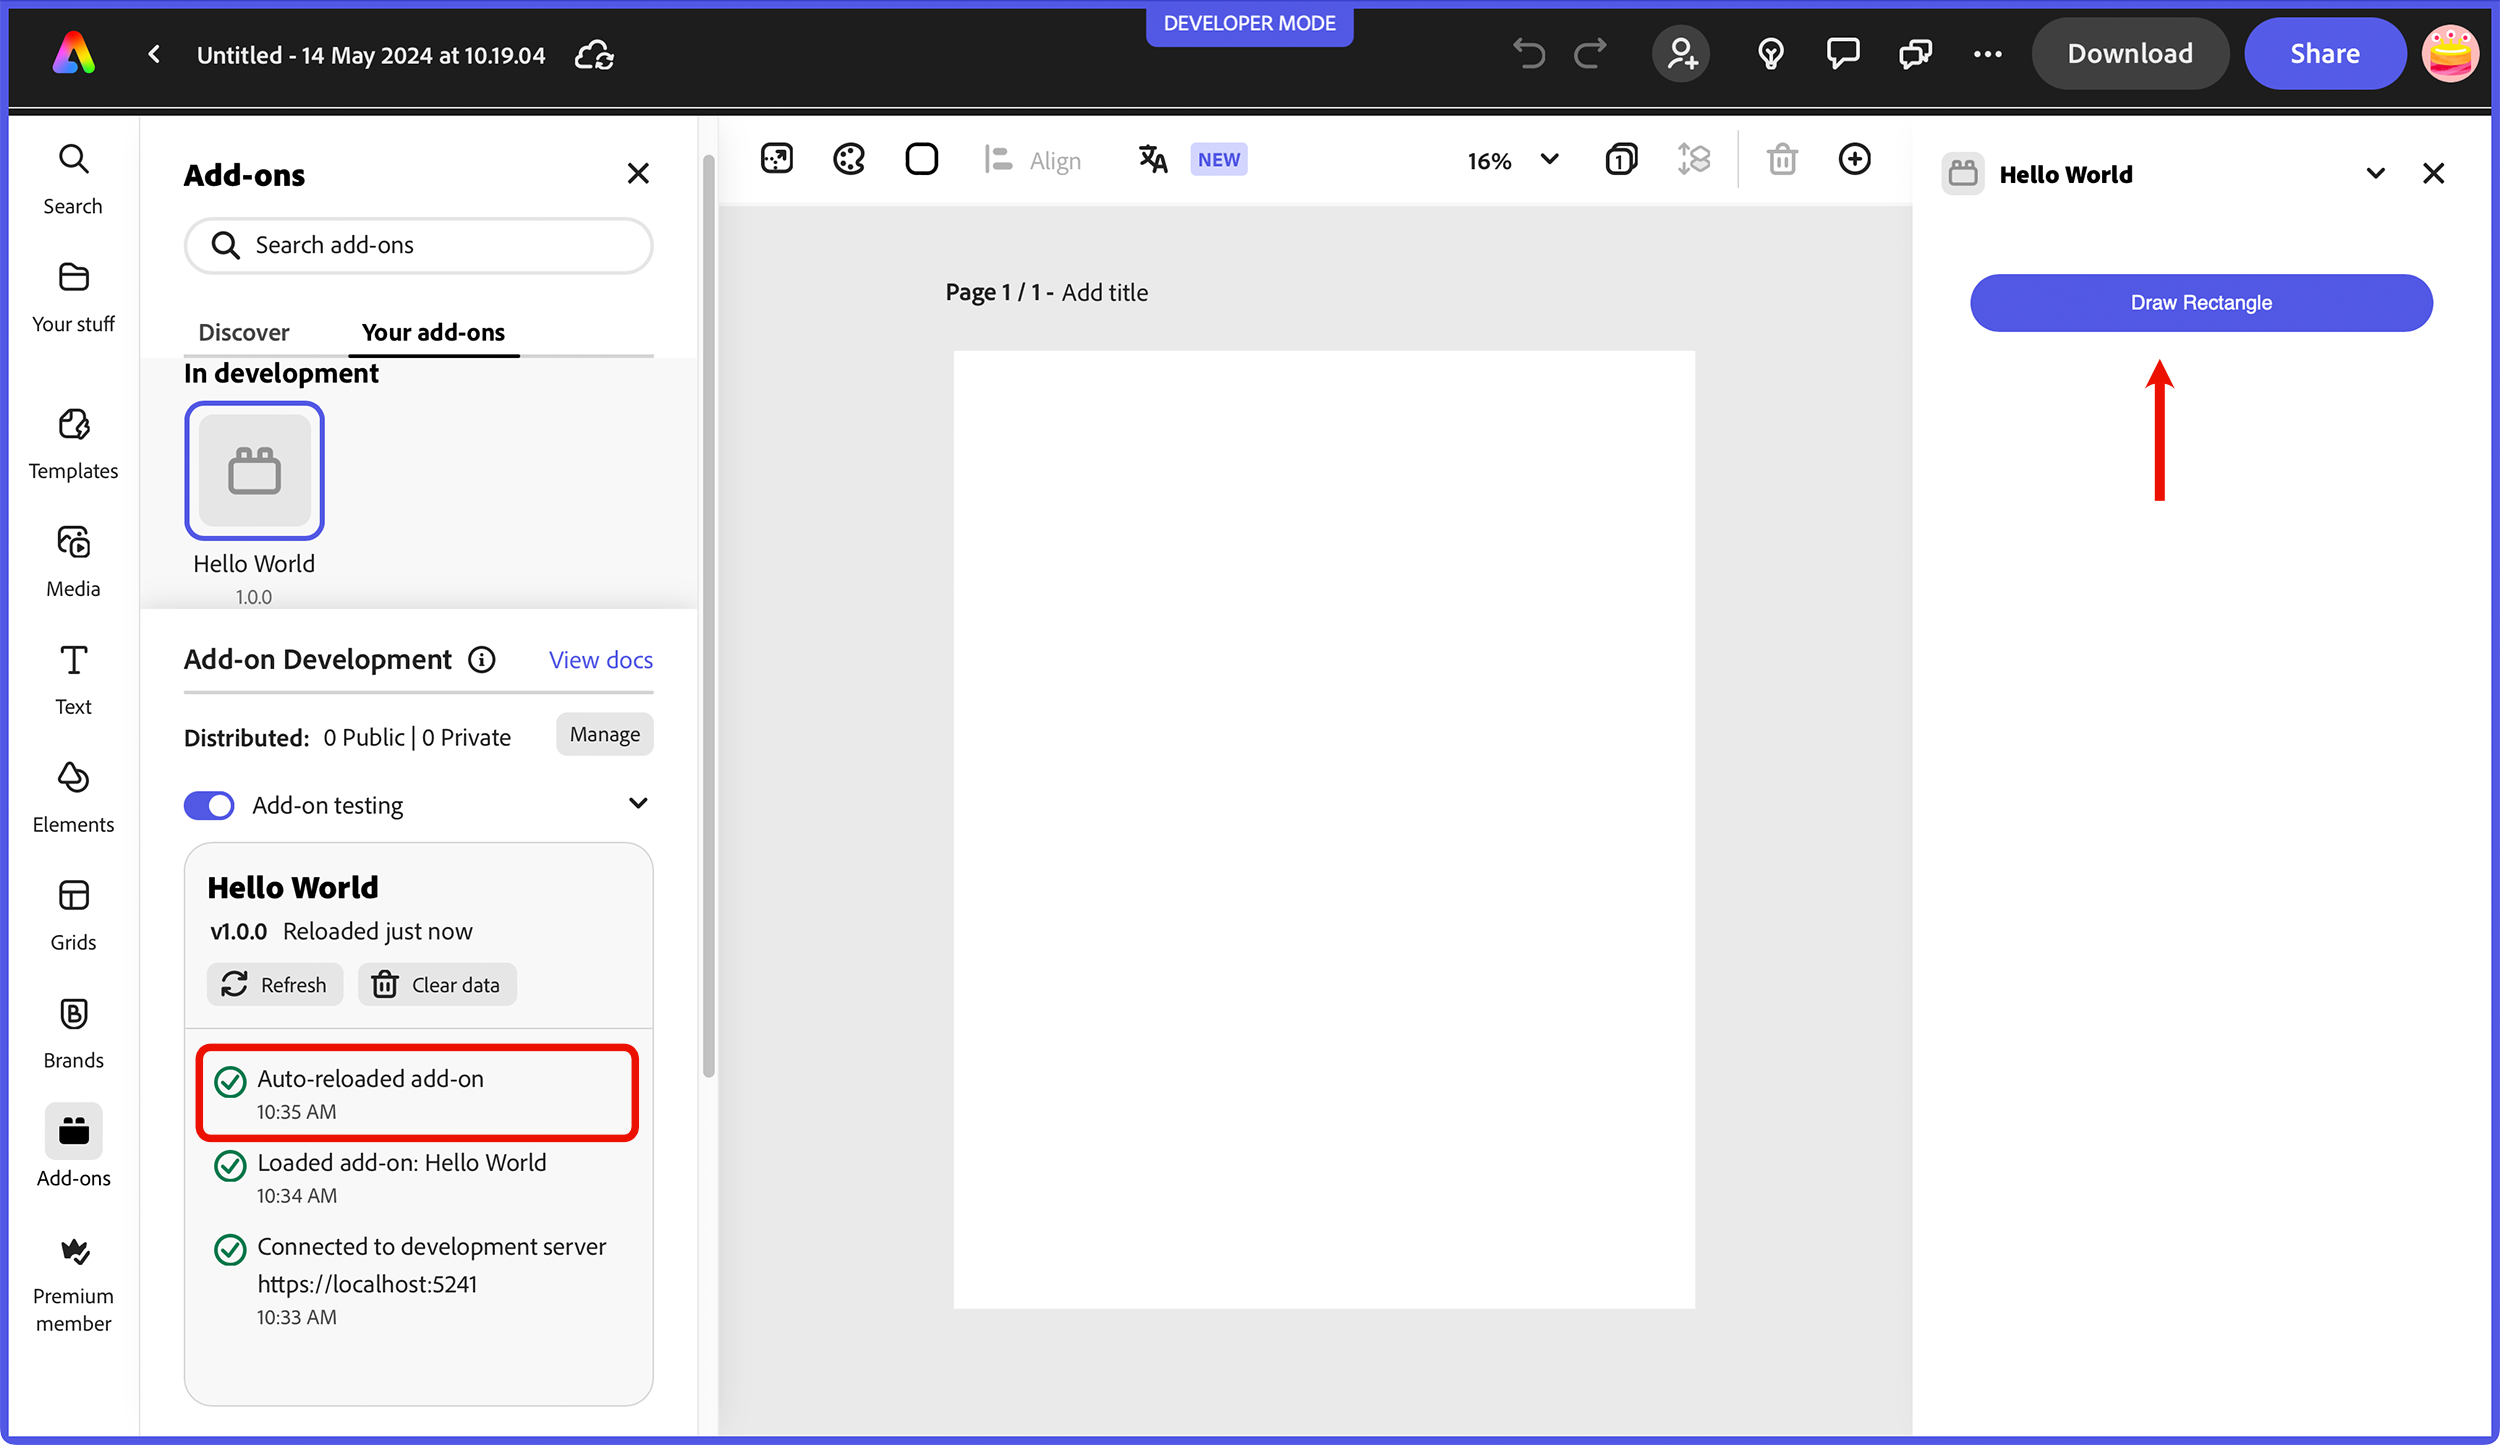 DEVELOPER MODE
Untitled - 14 May 2024 at 10.19.04
Download
Share
Search
Your stuff
Templates
Media
Text
Elements
Grids
Brands
Add-ons
Premium
member
Add-ons
Search add-ons
Discover
Your add-ons
In development
Hello World
1.0.0
Add-on Development
View docs
Distributed: 0 Public | 0 Private
Manage
Add-on testing
Hello World
v1.0.0 Reloaded just now
Refresh
Clear data
Auto-reloaded add-on
10:35 AM
Loaded add-on: Hello World
10:34 AM
Connected to development server
https://localhost:5241
10:33 AM
Align
NEW
16%
1
Page 1 / 1 - Add title
Hello World
Draw Rectangle